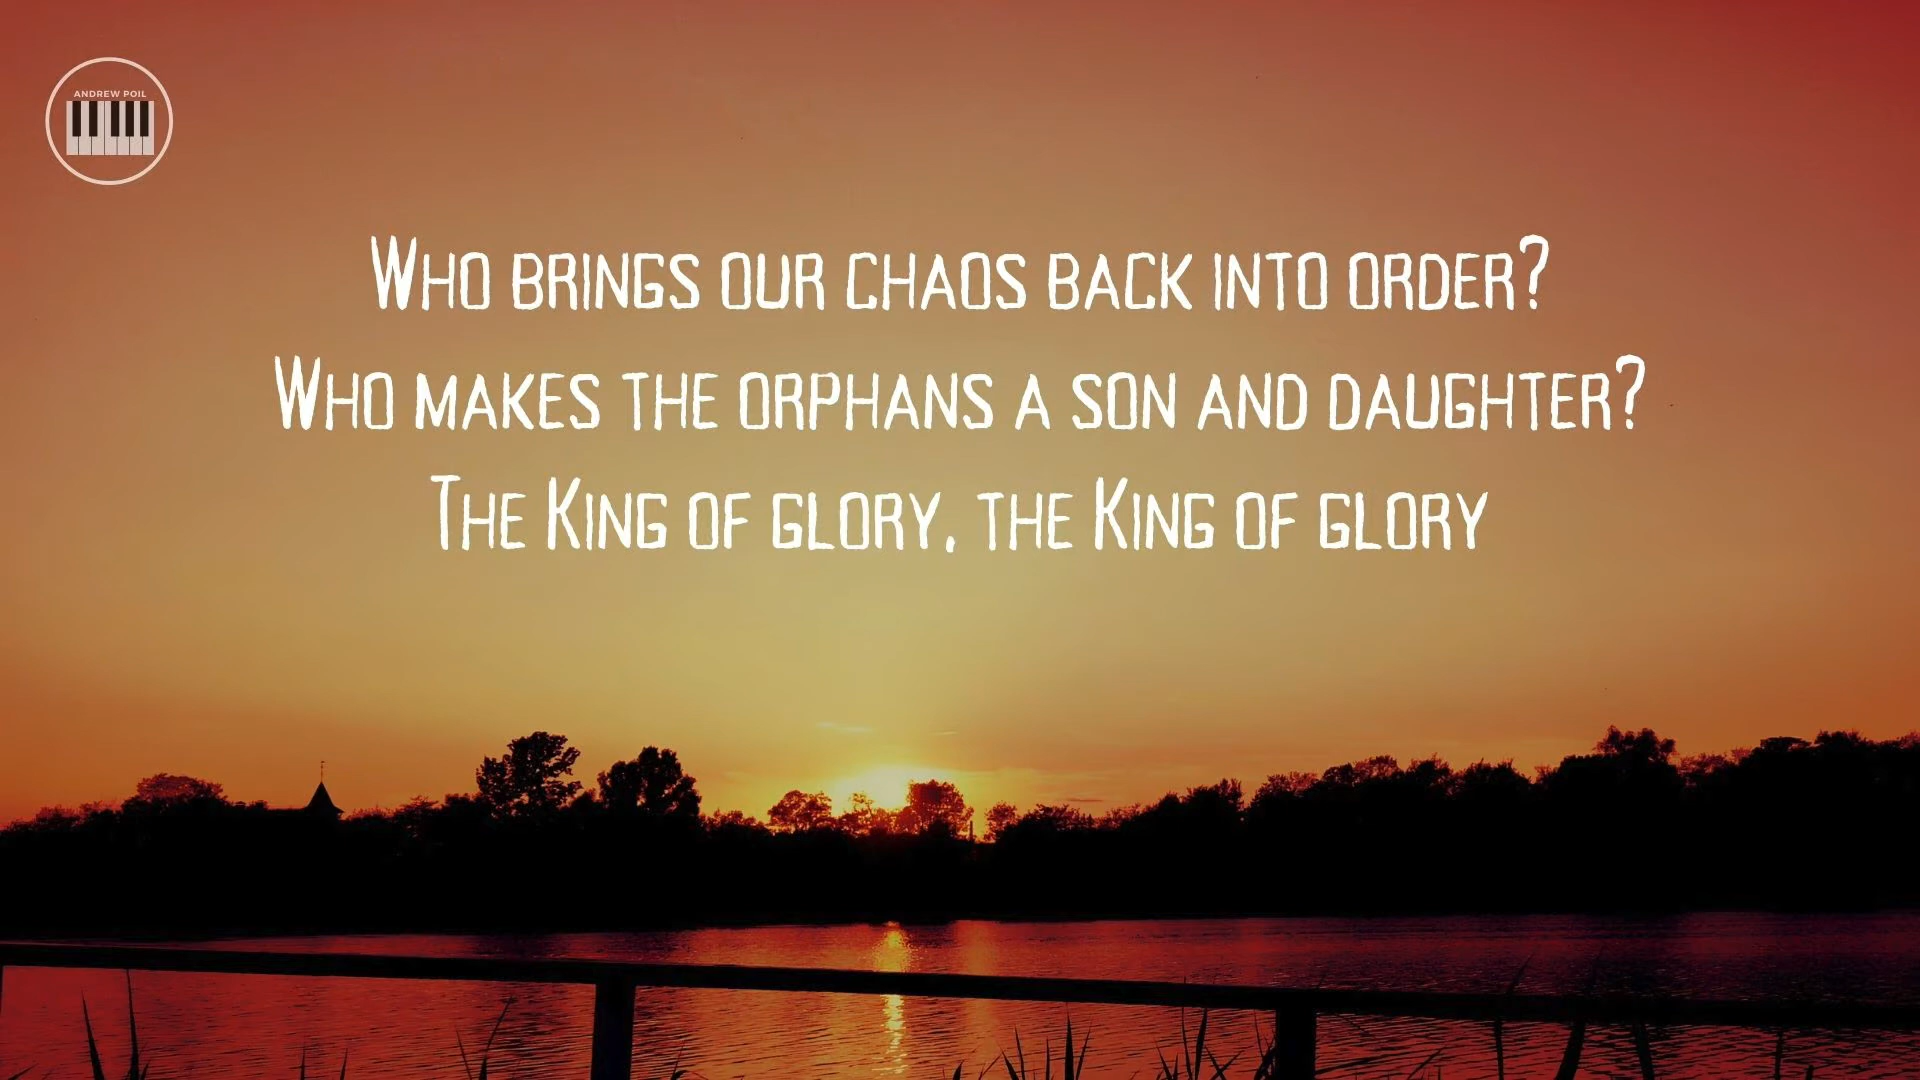 ANDREW POIL
Who brings our chaos back into order?
Who makes the orphans a son and daughter?
The King of glory, the King of glory